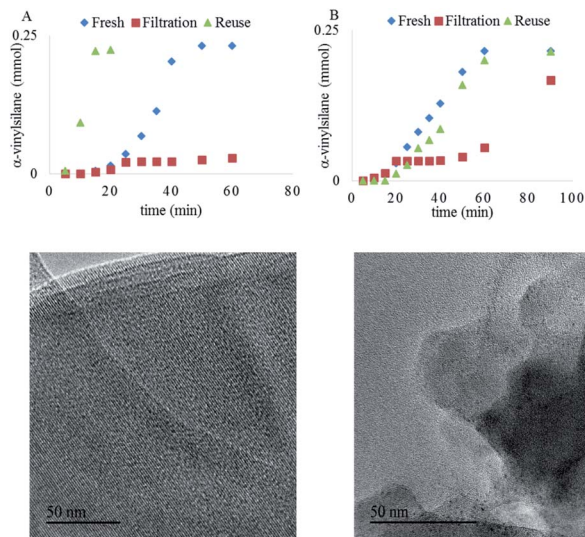 A
Fresh Filtration Reuse
0.25
α-vinylsilane (mmol)
0
0 20 40 60 80
time (min)
B
Fresh Filtration Reuse
0.25
α-vinylsilane (mmol)
0
0 20 40 60 80 100
time (min)
50 nm
50 nm